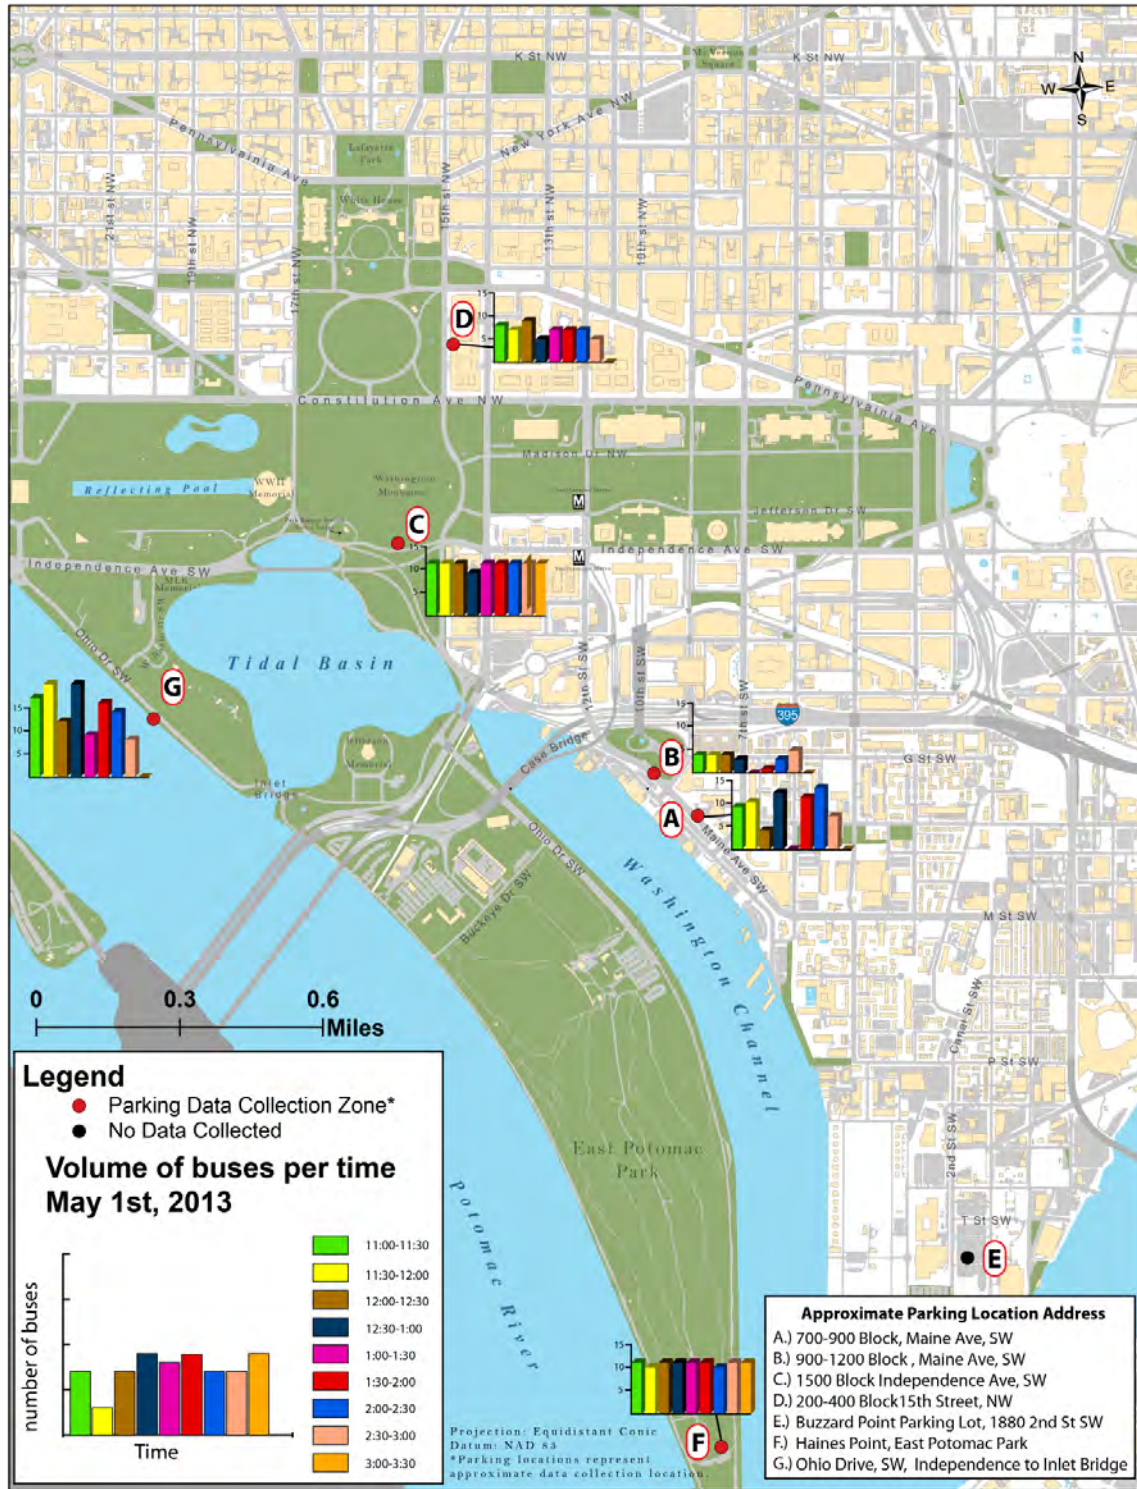 K St NW
Mt Vernon
Square
K St NW
N
W E
S
Pennsylvainia Ave
New York Ave NW
Lafayette
Park
White House
21st st NW
19th st NW
17th st NW
15th st NW
13th st NW
10th st NW
D
15
10
5
Constitution Ave NW
Pennsylvainia Ave
Madison Dr NW
Reflecting Pool
WWII
Memorial
Washington
Monument
M
Jefferson Dr SW
C
15
10
5
M
Independence Ave SW
Independence Ave SW
MLK
Memorial
Ohio Dr SW
Tidal Basin
G
15
10
5
12th St SW
10th st SW
7th st SW
395
Case Bridge
B
15
10
5
G St SW
Jefferson
Memorial
Inlet
Bridge
A
15
10
5
Maine Ave SW
Ohio Dr SW
Buckeye Dr SW
Washington Channel
M St SW
Canal St SW
P St SW
0 0.3 0.6
Miles
East Potomac
Park
Potomac River
2nd St SW
T St SW
E
15
10
5
F
Legend
Parking Data Collection Zone*
No Data Collected
Volume of buses per time
May 1st, 2013
number of buses
Time
11:00-11:30
11:30-12:00
12:00-12:30
12:30-1:00
1:00-1:30
1:30-2:00
2:00-2:30
2:30-3:00
3:00-3:30
Projection: Equidistant Conic
Datum: NAD 83
*Parking locations represent
approximate data collection location.
Approximate Parking Location Address
A.) 700-900 Block, Maine Ave, SW
B.) 900-1200 Block , Maine Ave, SW
C.) 1500 Block Independence Ave, SW
D.) 200-400 Block15th Street, NW
E.) Buzzard Point Parking Lot, 1880 2nd St SW
F.) Haines Point, East Potomac Park
G.) Ohio Drive, SW, Independence to Inlet Bridge